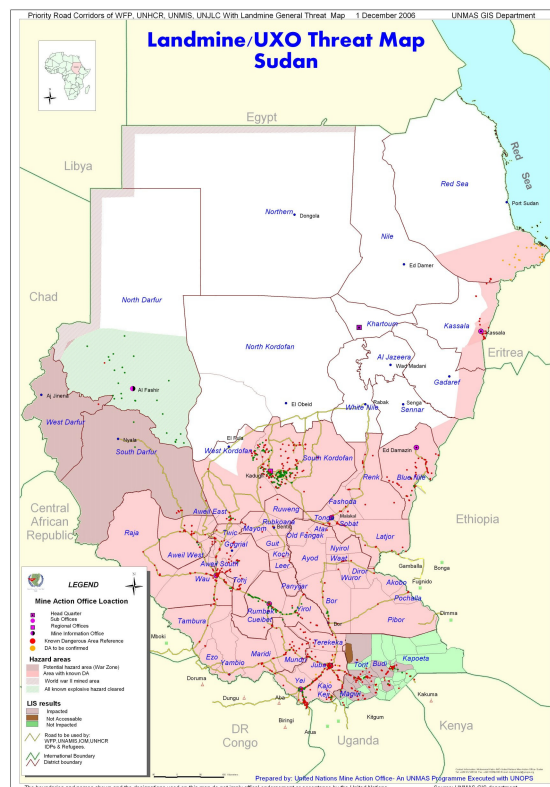 Priority Road Corridors of WFP, UNHCR, UNMIS, UNJLC With Landmine General Threat Map 1 December 2006 UNMAS GIS Department
Landmine/UXO Threat Map
Sudan
Egypt
Libya
Red Sea
Red Sea
Port Sudan
Northern
Dongola
Nile
Ed Damer
Chad
North Darfur
Khartoum
Kassala
Kassala
North Kordofan
Eritrea
Al Jazeera
Wad Madani
Gadaref
Al Fashir
Aj Jinena
El Obeid
White Nile
Rabak
Senga
Sennar
West Darfur
Nyala
South Darfur
El Fula
West Kordofan
South Kordofan
Ed Damazin
Kadugli
Renk
Blue Nile
Central
African
Republic
Fashoda
Aweil East
Ruweng
Tonga
Malakal
Sobat
Ethiopia
Raja
Twic
Mayom
Rubkoana
Bentiu
Old Fangak
Atar
Latjor
Gogrial
Guit
Nyirol
Aweil West
Koch
Ayod
Waat
Aweil South
Leer
Diror
Wuror
Gambella
Bonga
Wau
Tonj
Akobo
Fugnido
Panyjar
Pochalla
Rumbek
Yirol
Bor
Dimma
Cueibet
Bor
Pibor
Tambura
Mboki
Terekeka
Ezo
Maridi
Mundri
Juba
Torit
Budi
Kapoeta
Yambio
Doruma
Yei
Kajo
Keji
Magwi
Kakuma
Dungu
Aba
Kitgum
Biringi
Arua
DR
Congo
Uganda
Kenya
LEGEND
Mine Action Office Loaction
Head Quarter
Sub Offices
Regional Offices
Mine Information Office
Known Dangerous Area Reference
DA to be confirmed
Hazard areas
Potential hazard area (War Zone)
Area with known DA
World war II mined area
All known explosive hazard cleared
LIS results
Impacted
Not Accessable
Not Impacted
Road to be used by:
WFP,UNAMIS,IOM,UNHCR
IDPs & Refugees.
International Boundary
District boundary
Prepared by: United Nations Mine Action Office- An UNMAS Programme Executed with UNOPS